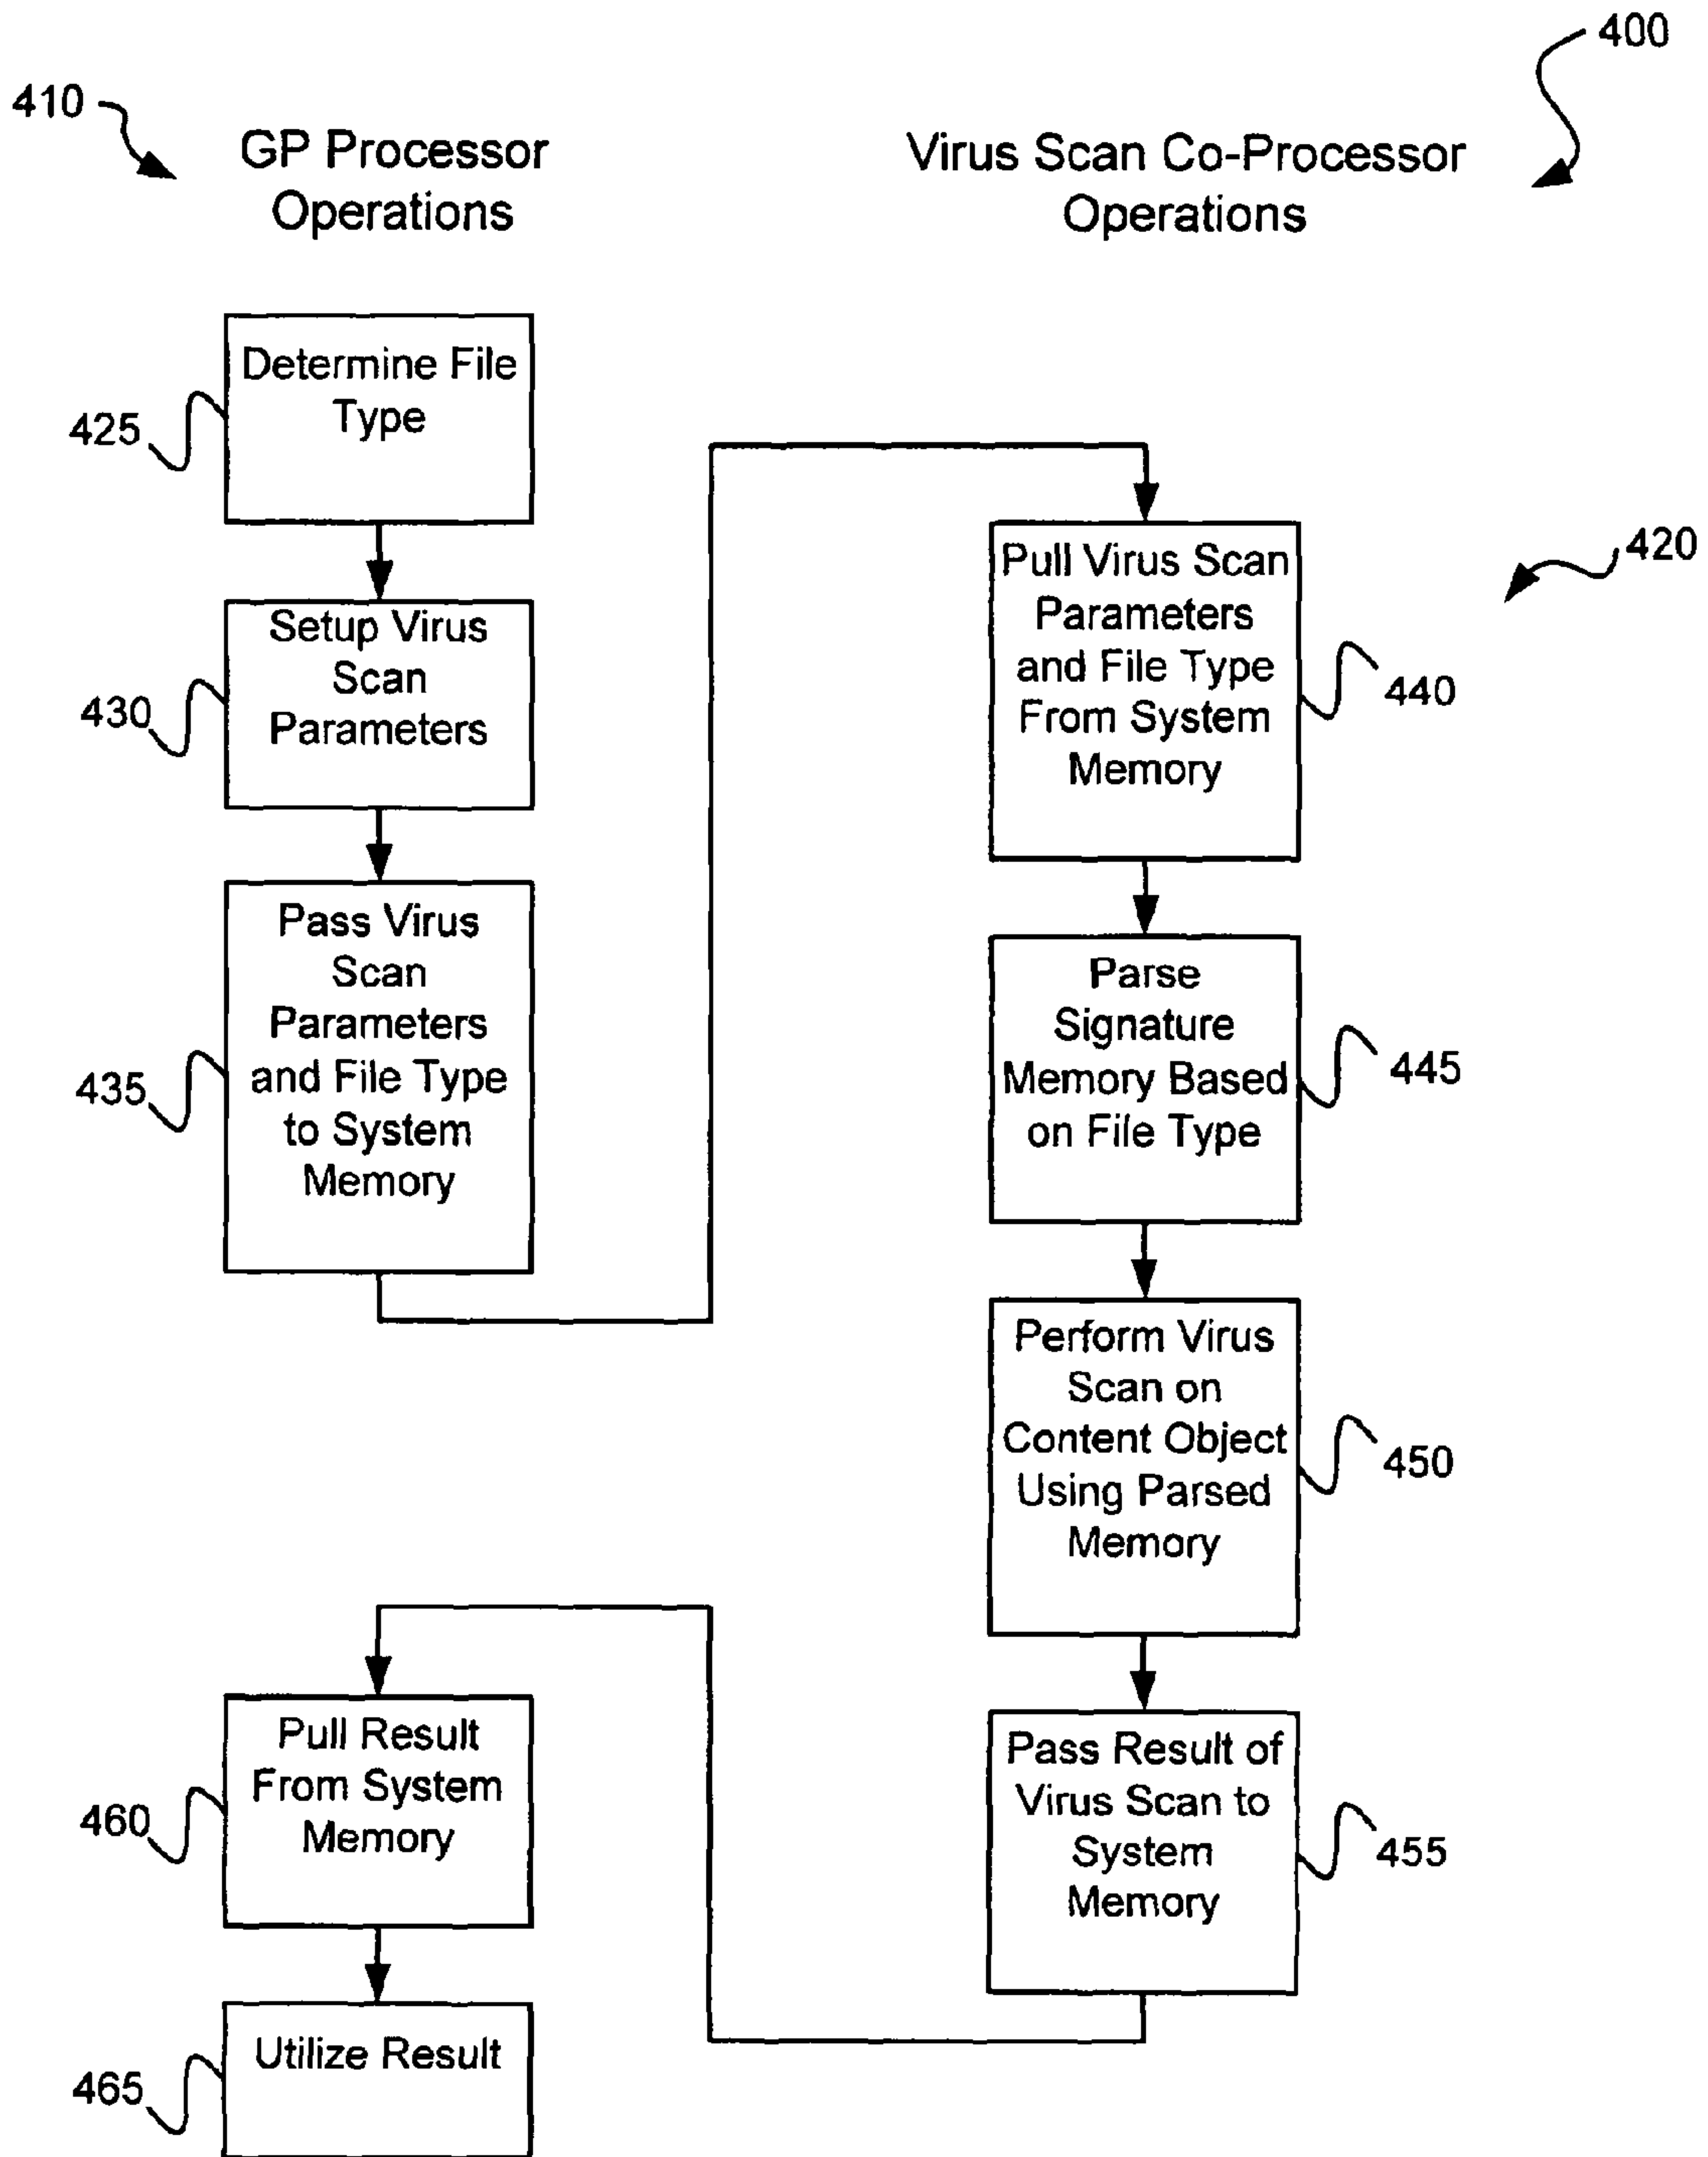 400
410
GP Processor
Operations
Virus Scan Co-Processor
Operations
Determine File
Type
425
Setup Virus
Scan
Parameters
430
Pass Virus
Scan
Parameters
and File Type
to System
Memory
435
420
Pull Virus Scan
Parameters
and File Type
From System
Memory
440
Parse
Signature
Memory Based
on File Type
445
Perform Virus
Scan on
Content Object
Using Parsed
Memory
450
Pass Result of
Virus Scan to
System
Memory
455
Pull Result
From System
Memory
460
Utilize Result
465